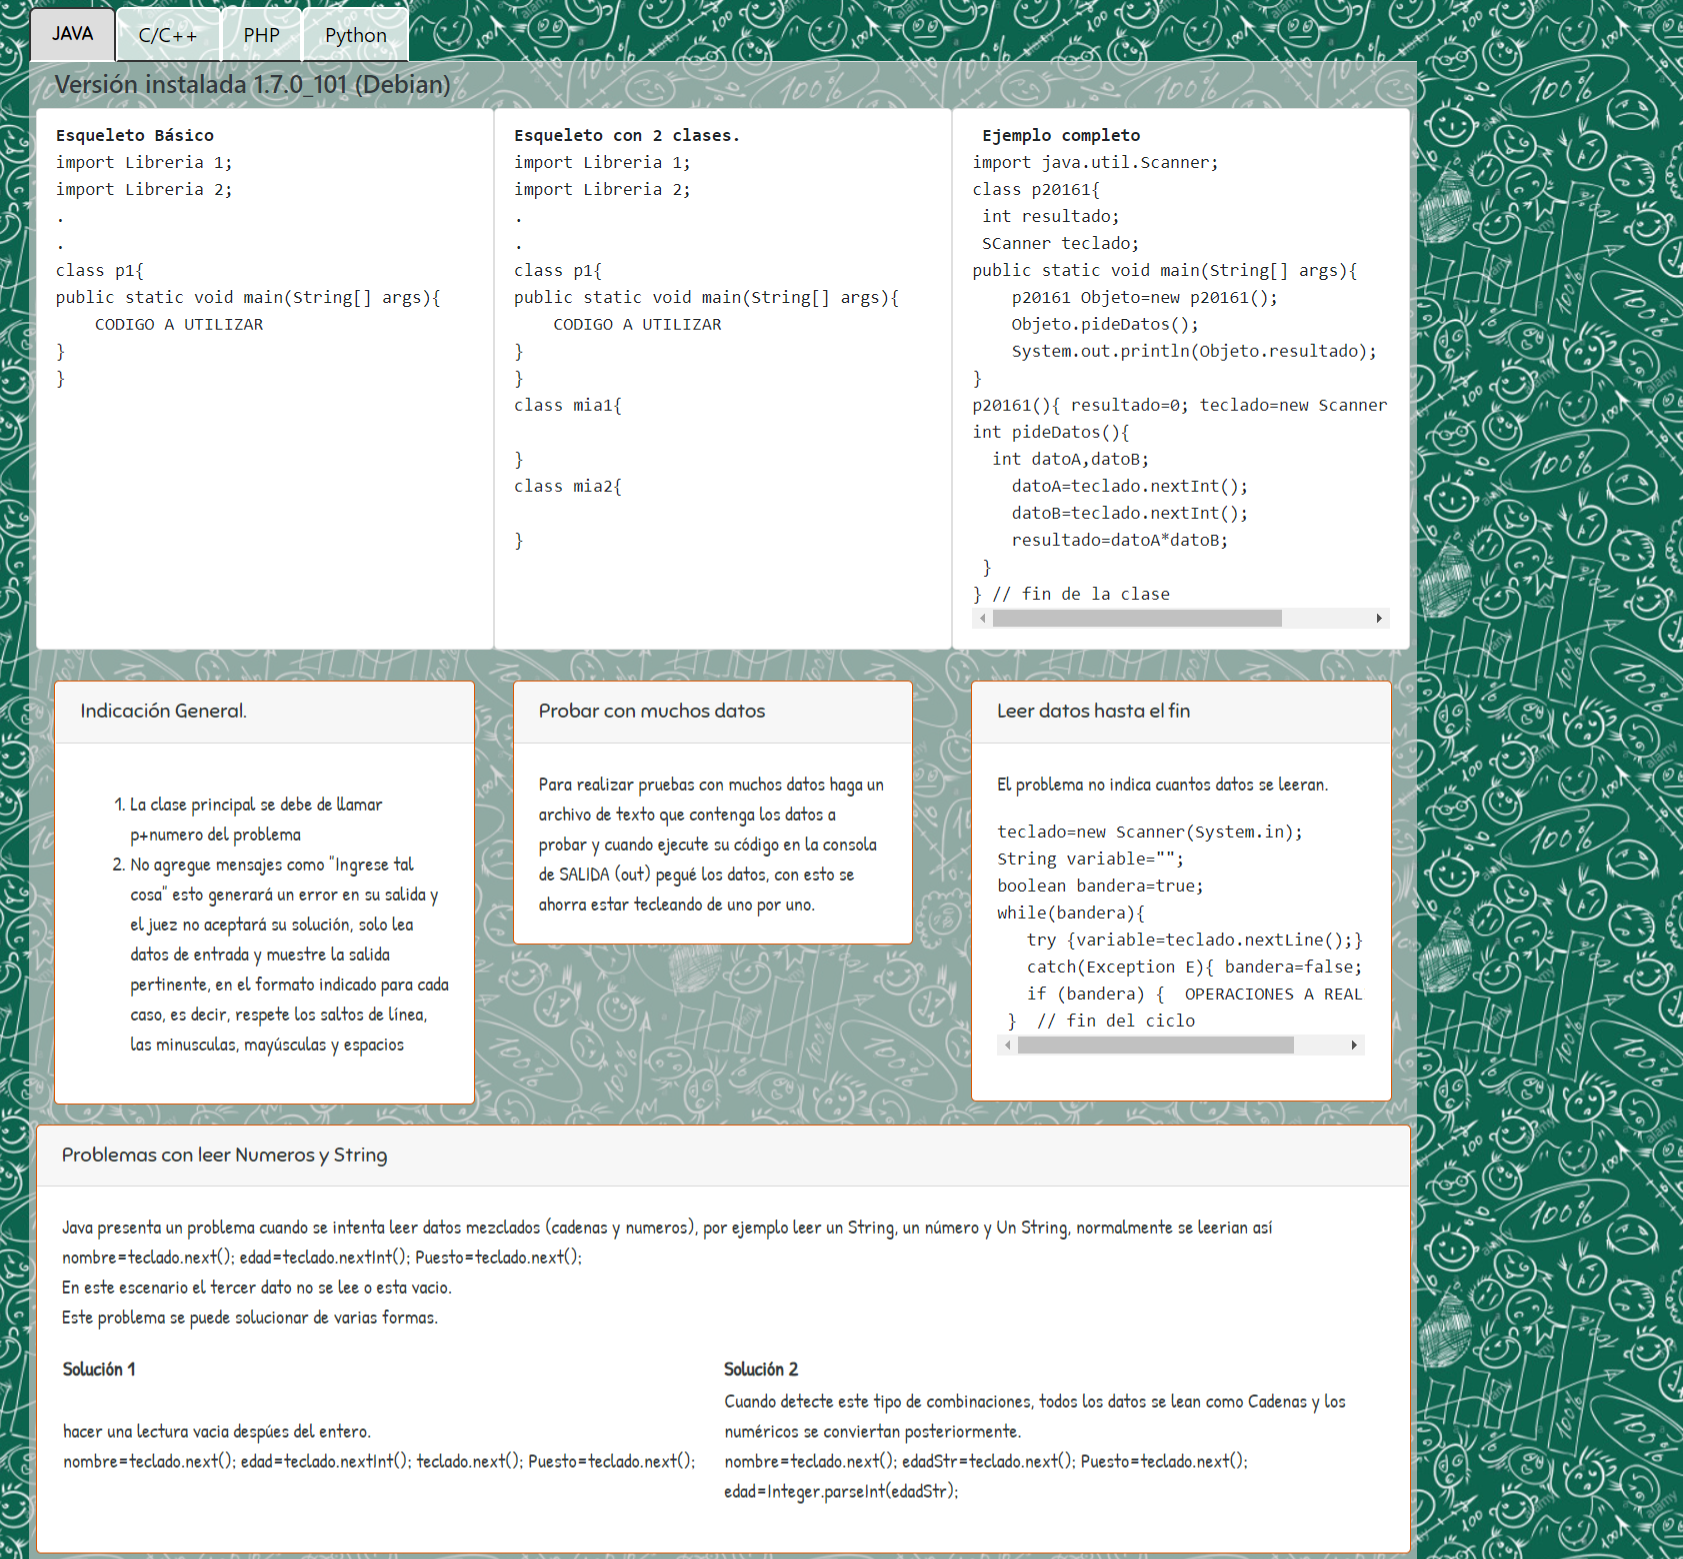 JAVA
C/C++
PHP
Python
Versión instalada 1.7.0_101 (Debian)
Esqueleto Básico
import Libreria 1;
import Libreria 2;
.
.
class p1{
public static void main(String[] args){
    CODIGO A UTILIZAR
}
}
Esqueleto con 2 clases.
import Libreria 1;
import Libreria 2;
.
.
class p1{
public static void main(String[] args){
    CODIGO A UTILIZAR
}
}
class mia1{
}
class mia2{
}
Ejemplo completo
import java.util.Scanner;
class p20161{
 int resultado;
 SCanner teclado;
public static void main(String[] args){
    p20161 Objeto=new p20161();
    Objeto.pideDatos();
    System.out.println(Objeto.resultado);
}
p20161(){ resultado=0; teclado=new Scanner
int pideDatos(){
  int datoA,datoB;
    datoA=teclado.nextInt();
    datoB=teclado.nextInt();
    resultado=datoA*datoB;
 }
} // fin de la clase
Indicación General.
1. La clase principal se debe de llamar
p+numero del problema
2. No agregue mensajes como "Ingrese tal
cosa" esto generará un error en su salida y
el juez no aceptará su solución, solo lea
datos de entrada y muestre la salida
pertinente, en el formato indicado para cada
caso, es decir, respete los saltos de línea,
las minusculas, mayúsculas y espacios
Probar con muchos datos
Para realizar pruebas con muchos datos haga un
archivo de texto que contenga los datos a
probar y cuando ejecute su código en la consola
de SALIDA (out) pegué los datos, con esto se
ahorra estar tecleando de uno por uno.
Leer datos hasta el fin
El problema no indica cuantos datos se leeran.
teclado=new Scanner(System.in);
String variable="";
boolean bandera=true;
while(bandera){
   try {variable=teclado.nextLine();}
   catch(Exception E){ bandera=false;
   if (bandera) {  OPERACIONES A REAL
 }  // fin del ciclo
Problemas con leer Numeros y String
Java presenta un problema cuando se intenta leer datos mezclados (cadenas y numeros), por ejemplo leer un String, un número y Un String, normalmente se leerian así
nombre=teclado.next(); edad=teclado.nextInt(); Puesto=teclado.next();
En este escenario el tercer dato no se lee o esta vacio.
Este problema se puede solucionar de varias formas.
Solución 1
hacer una lectura vacia despúes del entero.
nombre=teclado.next(); edad=teclado.nextInt(); teclado.next(); Puesto=teclado.next();
Solución 2
Cuando detecte este tipo de combinaciones, todos los datos se lean como Cadenas y los
numéricos se conviertan posteriormente.
nombre=teclado.next(); edadStr=teclado.next(); Puesto=teclado.next();
edad=Integer.parseInt(edadStr);
100%
alamy